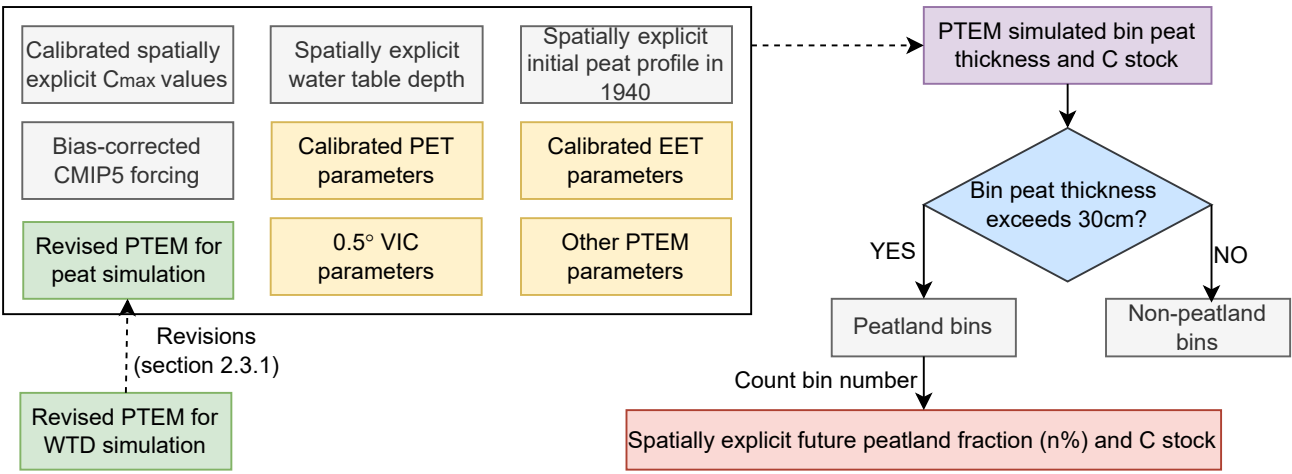 Calibrated spatially
explicit Cmax values
Spatially explicit
water table depth
Spatially explicit
initial peat profile in
1940
Bias-corrected
CMIP5 forcing
Calibrated PET
parameters
Calibrated EET
parameters
Revised PTEM for
peat simulation
0.5° VIC
parameters
Other PTEM
parameters
Revisions
(section 2.3.1)
Revised PTEM for
WTD simulation
PTEM simulated bin peat
thickness and C stock
Bin peat thickness
exceeds 30cm?
YES
NO
Peatland bins
Non-peatland
bins
Count bin number
Spatially explicit future peatland fraction (n%) and C stock